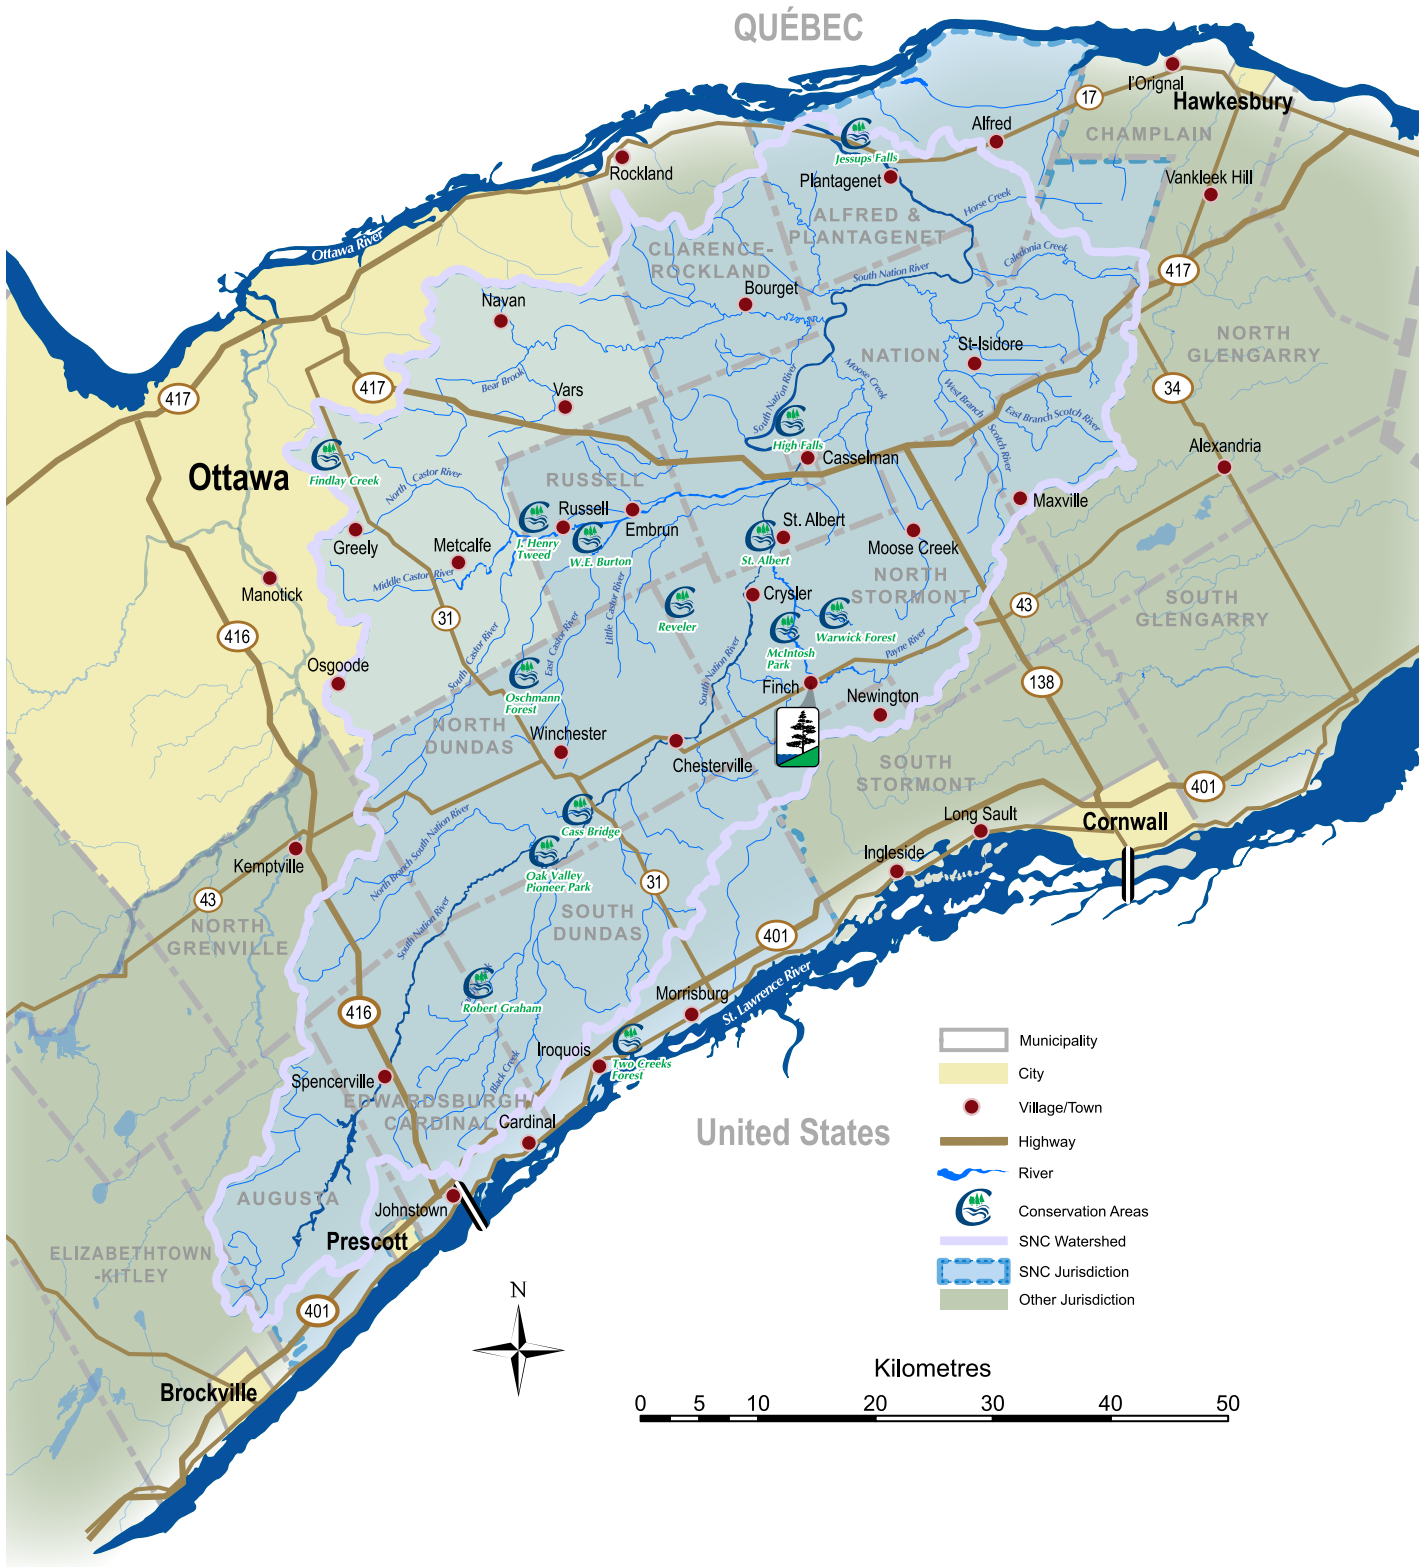 QUÉBEC
l'Orignal
Hawkesbury
17
CHAMPLAIN
Alfred
Jessups Falls
Rockland
Plantagenet
Vankleek Hill
Horse Creek
ALFRED &
PLANTAGENET
Ottawa River
CLARENCE-
ROCKLAND
Caledonia Creek
South Nation River
417
Bourget
Navan
NORTH
GLENGARRY
St-Isidore
NATION
Moose Creek
417
417
34
Bear Brook
Vars
South Nation River
West Branch
Scotch River
East Branch Scotch River
High Falls
Casselman
Alexandria
Ottawa
Findlay Creek
North Castor River
RUSSELL
Russell
Embrun
Maxville
J. Henry
Tweed
W.E. Burton
St. Albert
St. Albert
Moose Creek
Greely
Metcalfe
Middle Castor River
Manotick
NORTH
STORMONT
Crysler
Reveler
Little Castor River
43
SOUTH
GLENGARRY
31
416
McIntosh
Park
Warwick Forest
Payne River
South Castor River
East Castor River
South Nation River
Osgoode
Oschmann
Forest
Finch
Newington
138
NORTH
DUNDAS
Winchester
Chesterville
SOUTH
STORMONT
401
Cass Bridge
Long Sault
Cornwall
North Branch South Nation River
Kemptville
Ingleside
Oak Valley
Pioneer Park
31
43
NORTH
GRENVILLE
SOUTH
DUNDAS
South Nation River
401
Robert Graham
Morrisburg
St. Lawrence River
416
Iroquois
Two Creeks
Forest
Black Creek
Spencerville
EDWARDSBURGH/
CARDINAL
Cardinal
United States
AUGUSTA
Johnstown
Prescott
ELIZABETHTOWN
-KITLEY
401
Brockville
Municipality
City
Village/Town
Highway
River
Conservation Areas
SNC Watershed
SNC Jurisdiction
Other Jurisdiction
N
Kilometres
0 5 10 20 30 40 50